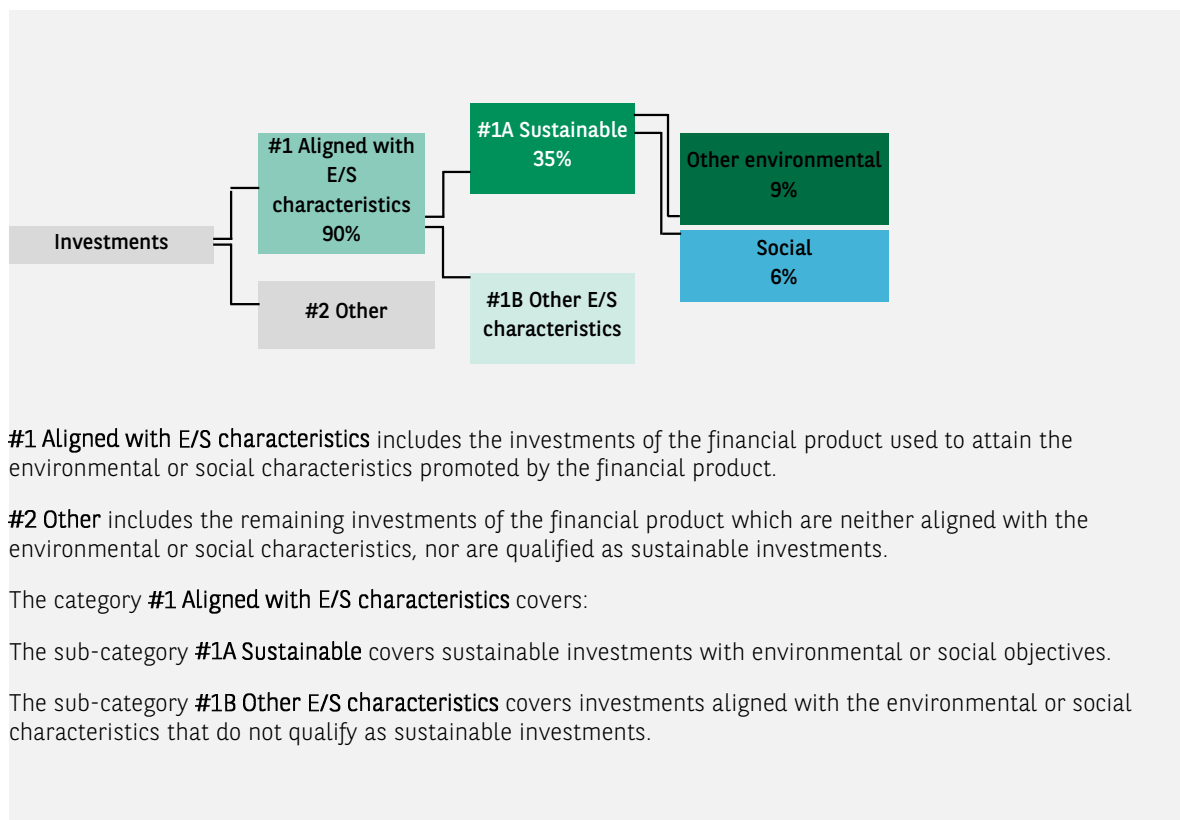 #1A Sustainable
35%
#1 Aligned with
E/S
characteristics
90%
Other environmental
9%
Investments
Social
6%
#2 Other
#1B Other E/S
characteristics
#1 Aligned with E/S characteristics includes the investments of the financial product used to attain the
environmental or social characteristics promoted by the financial product.
#2 Other includes the remaining investments of the financial product which are neither aligned with the
environmental or social characteristics, nor are qualified as sustainable investments.
The category #1 Aligned with E/S characteristics covers:
The sub-category #1A Sustainable covers sustainable investments with environmental or social objectives.
The sub-category #1B Other E/S characteristics covers investments aligned with the environmental or social
characteristics that do not qualify as sustainable investments.